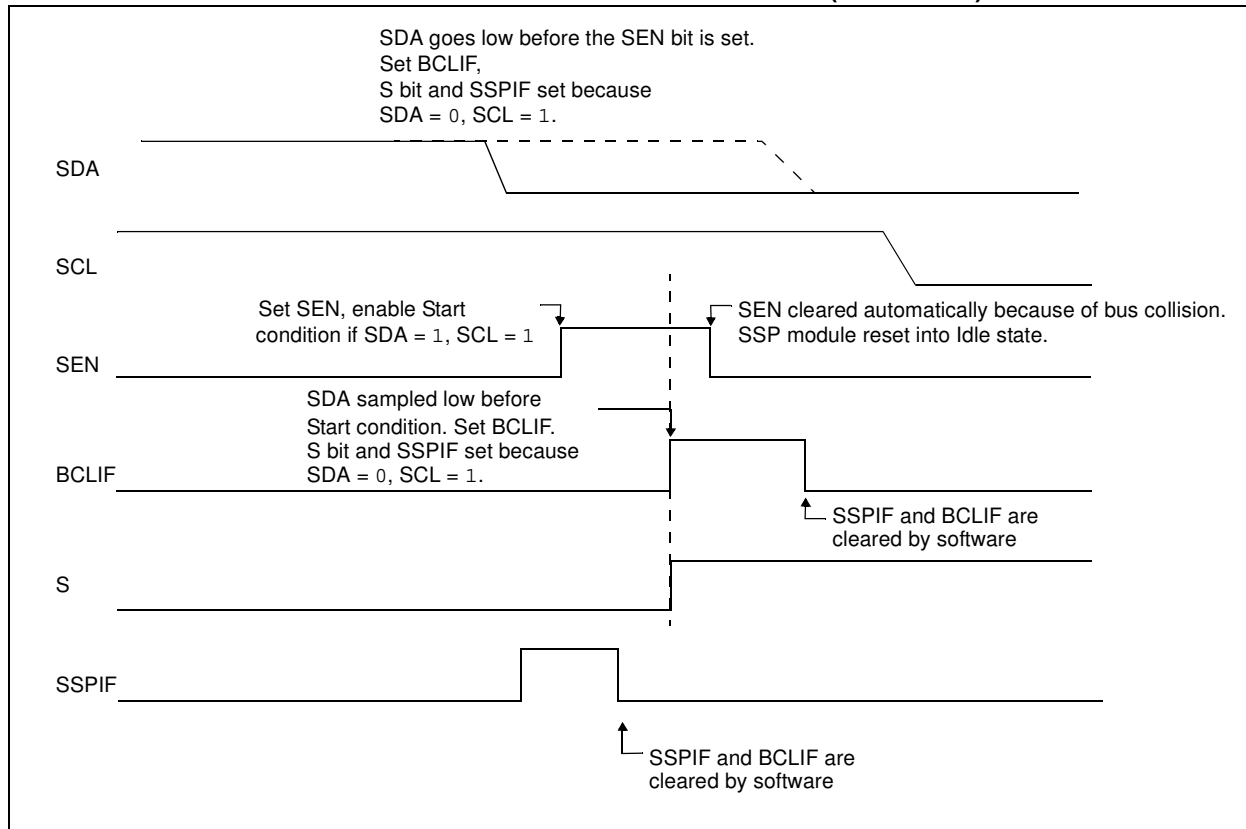 SDA goes low before the SEN bit is set.
Set BCLIF,
S bit and SSPIF set because
SDA = 0, SCL = 1.
SDA
SCL
Set SEN, enable Start
condition if SDA = 1, SCL = 1
SEN cleared automatically because of bus collision.
SSP module reset into Idle state.
SEN
SDA sampled low before
Start condition. Set BCLIF.
S bit and SSPIF set because
SDA = 0, SCL = 1.
BCLIF
SSPIF and BCLIF are
cleared by software
S
SSPIF
SSPIF and BCLIF are
cleared by software